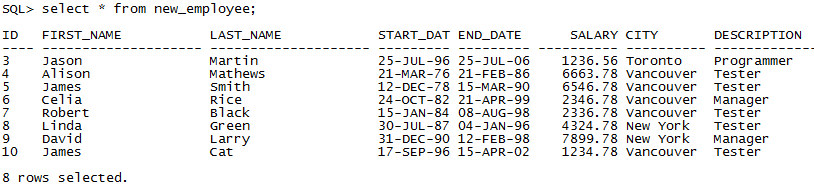 SQL> select * from new_employee;
ID   FIRST_NAME           LAST_NAME            START_DAT END_DATE      SALARY CITY       DESCRIPTION
---- -------------------- -------------------- --------- --------- ---------- ---------- -----------
3    Jason                Martin               25-JUL-96 25-JUL-06    1236.56 Toronto    Programmer
4    Alison               Mathews              21-MAR-76 21-FEB-86    6663.78 Vancouver  Tester
5    James                Smith                12-DEC-78 15-MAR-90    6546.78 Vancouver  Tester
6    Celia                Rice                 24-OCT-82 21-APR-99    2346.78 Vancouver  Manager
7    Robert               Black                15-JAN-84 08-AUG-98    2336.78 Vancouver  Tester
8    Linda                Green                30-JUL-87 04-JAN-96    4324.78 New York   Tester
9    David                Larry                31-DEC-90 12-FEB-98    7899.78 New York   Manager
10   James                Cat                  17-SEP-96 15-APR-02    1234.78 Vancouver  Tester
8 rows selected.